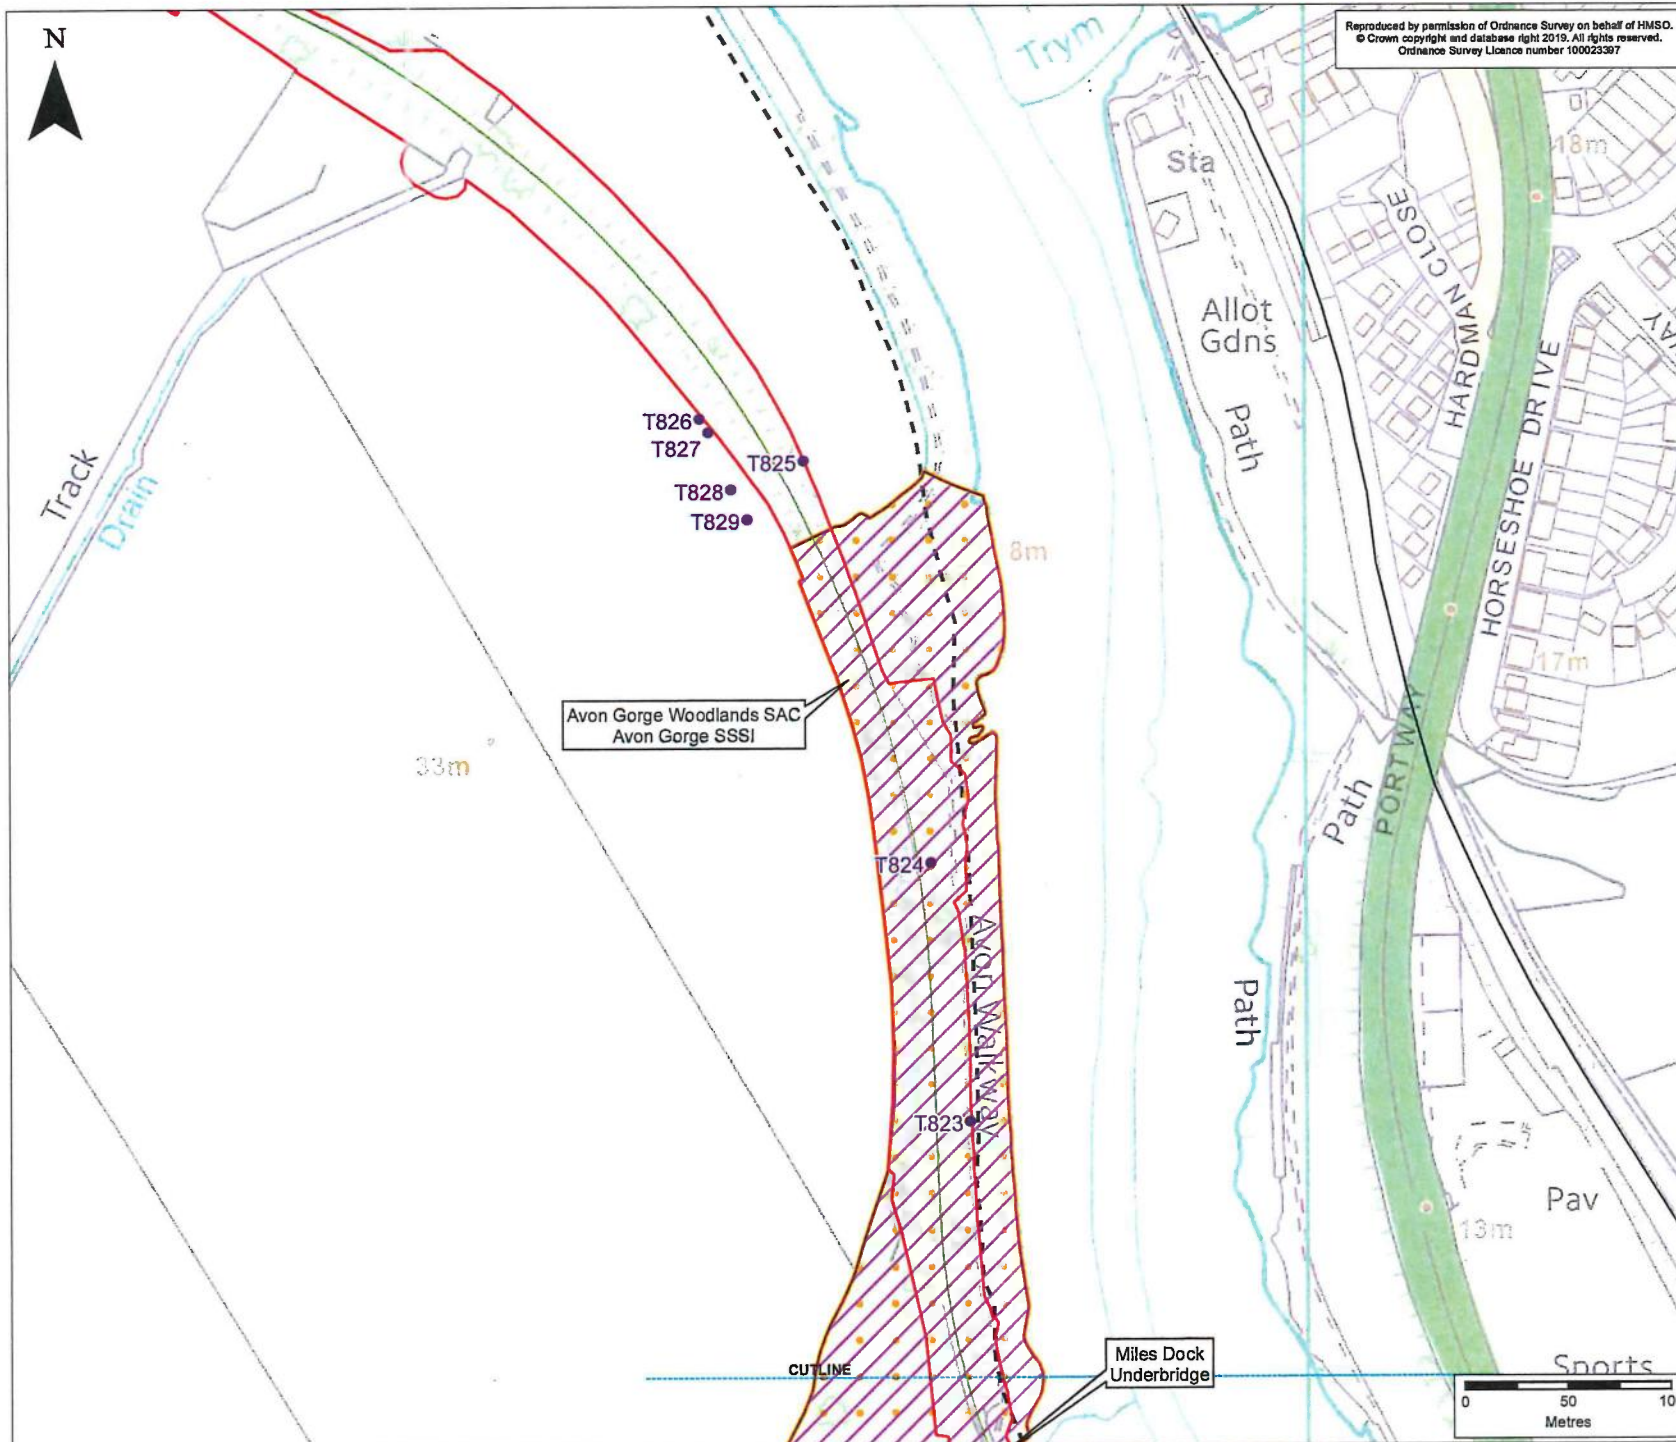 Reproduced by permission of Ordnance Survey on behalf of HMSO.
© Crown copyright and database right 2019. All rights reserved.
Ordnance Survey Licence number 100023397
N
Trym
18m
Sta
HARDMAN CLOSE
Allot
Gdns
HORSESHOE DRIVE
Path
T826
T827
T825
T828
T829
Track
Drain
8m
17m
Avon Gorge Woodlands SAC
Avon Gorge SSSI
33m
PORTWAY
Path
T824
Avon Walkway
Path
T823
Pav
13m
Miles Dock
Underbridge
CUTLINE
Sports
0 50 10
Metres